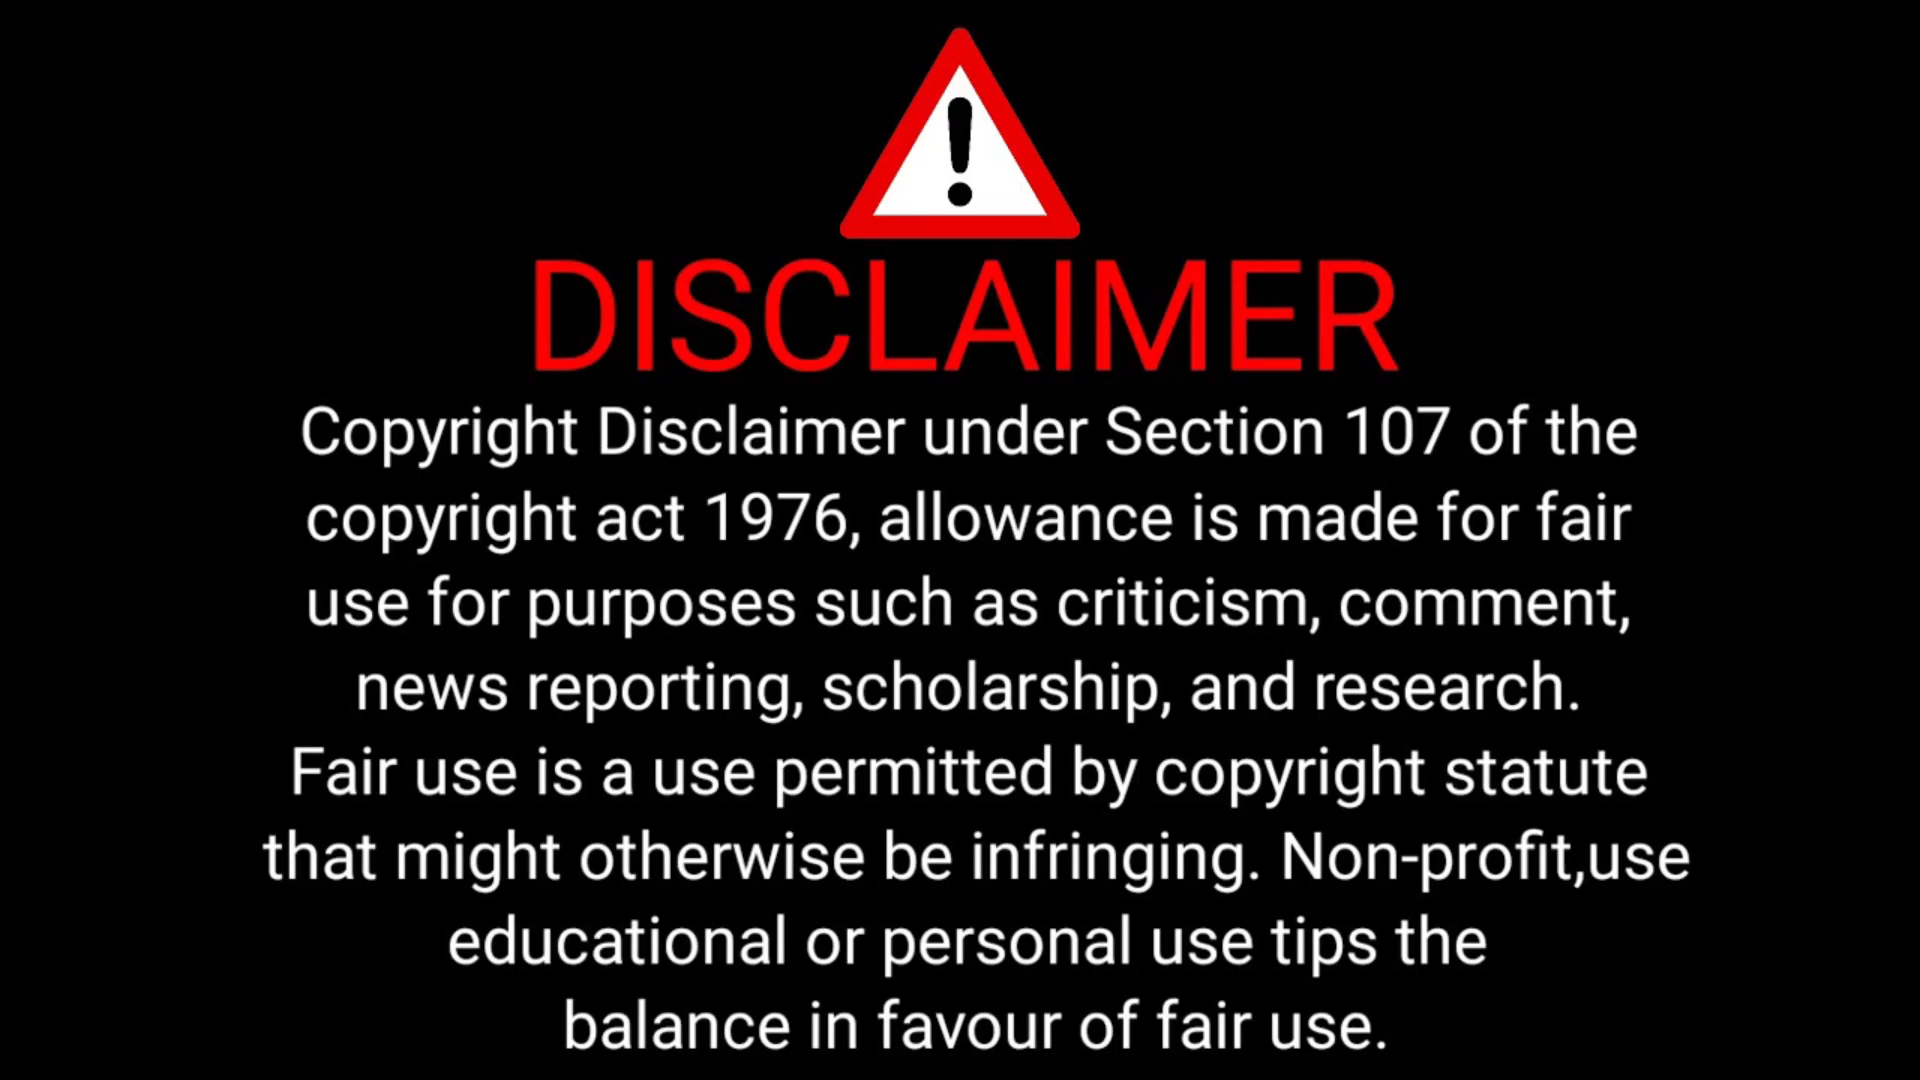 DISCLAIMER
Copyright Disclaimer under Section 107 of the
copyright act 1976, allowance is made for fair
use for purposes such as criticism, comment,
news reporting, scholarship, and research.
Fair use is a use permitted by copyright statute
that might otherwise be infringing. Non-profit,use
educational or personal use tips the
balance in favour of fair use.